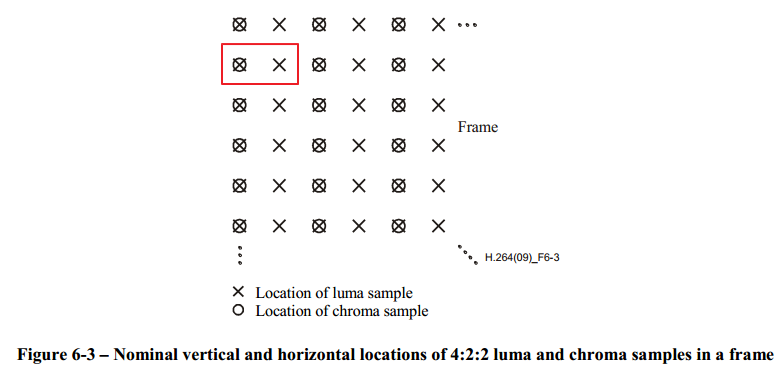 Frame
H.264(09)_F6-3
Location of luma sample
Location of chroma sample
Figure 6-3 – Nominal vertical and horizontal locations of 4:2:2 luma and chroma samples in a frame